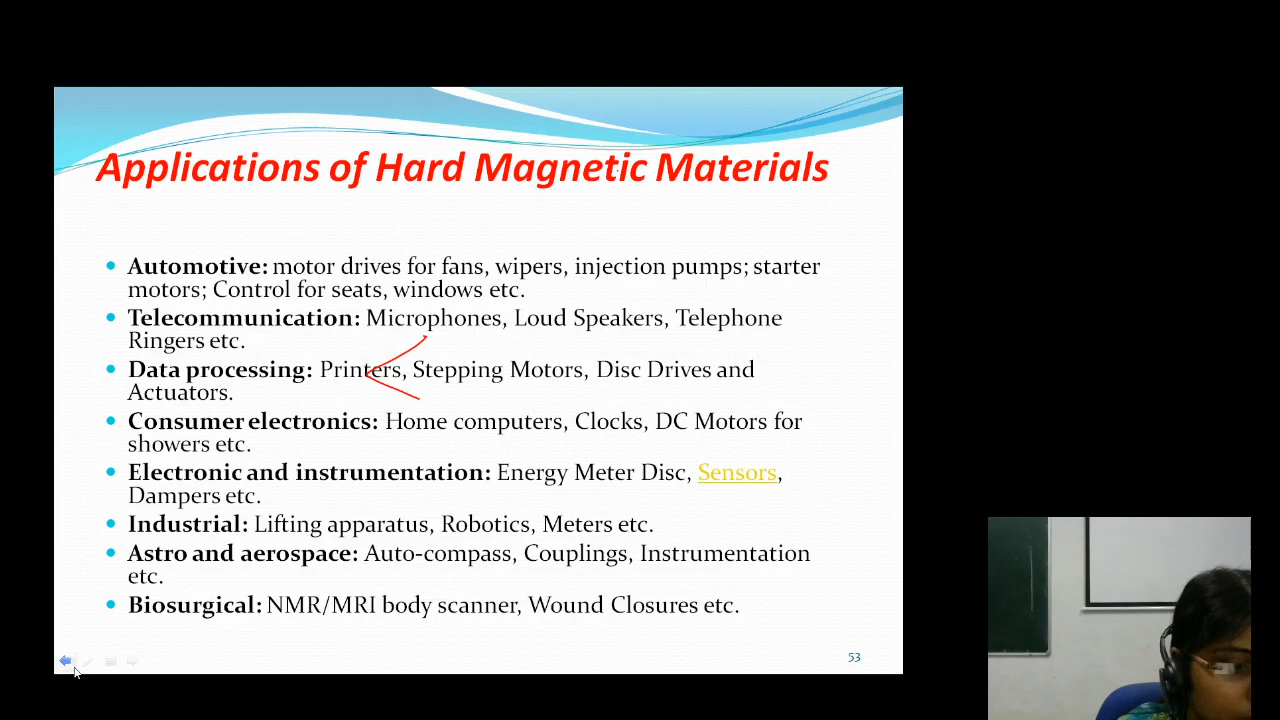 Applications of Hard Magnetic Materials
Automotive: motor drives for fans, wipers, injection pumps; starter
motors; Control for seats, windows etc.
Telecommunication: Microphones, Loud Speakers, Telephone
Ringers etc.
Data processing: Printers, Stepping Motors, Disc Drives and
Actuators.
Consumer electronics: Home computers, Clocks, DC Motors for
showers etc.
Electronic and instrumentation: Energy Meter Disc, Sensors,
Dampers etc.
Industrial: Lifting apparatus, Robotics, Meters etc.
Astro and aerospace: Auto-compass, Couplings, Instrumentation
etc.
Biosurgical: NMR/MRI body scanner, Wound Closures etc.
53